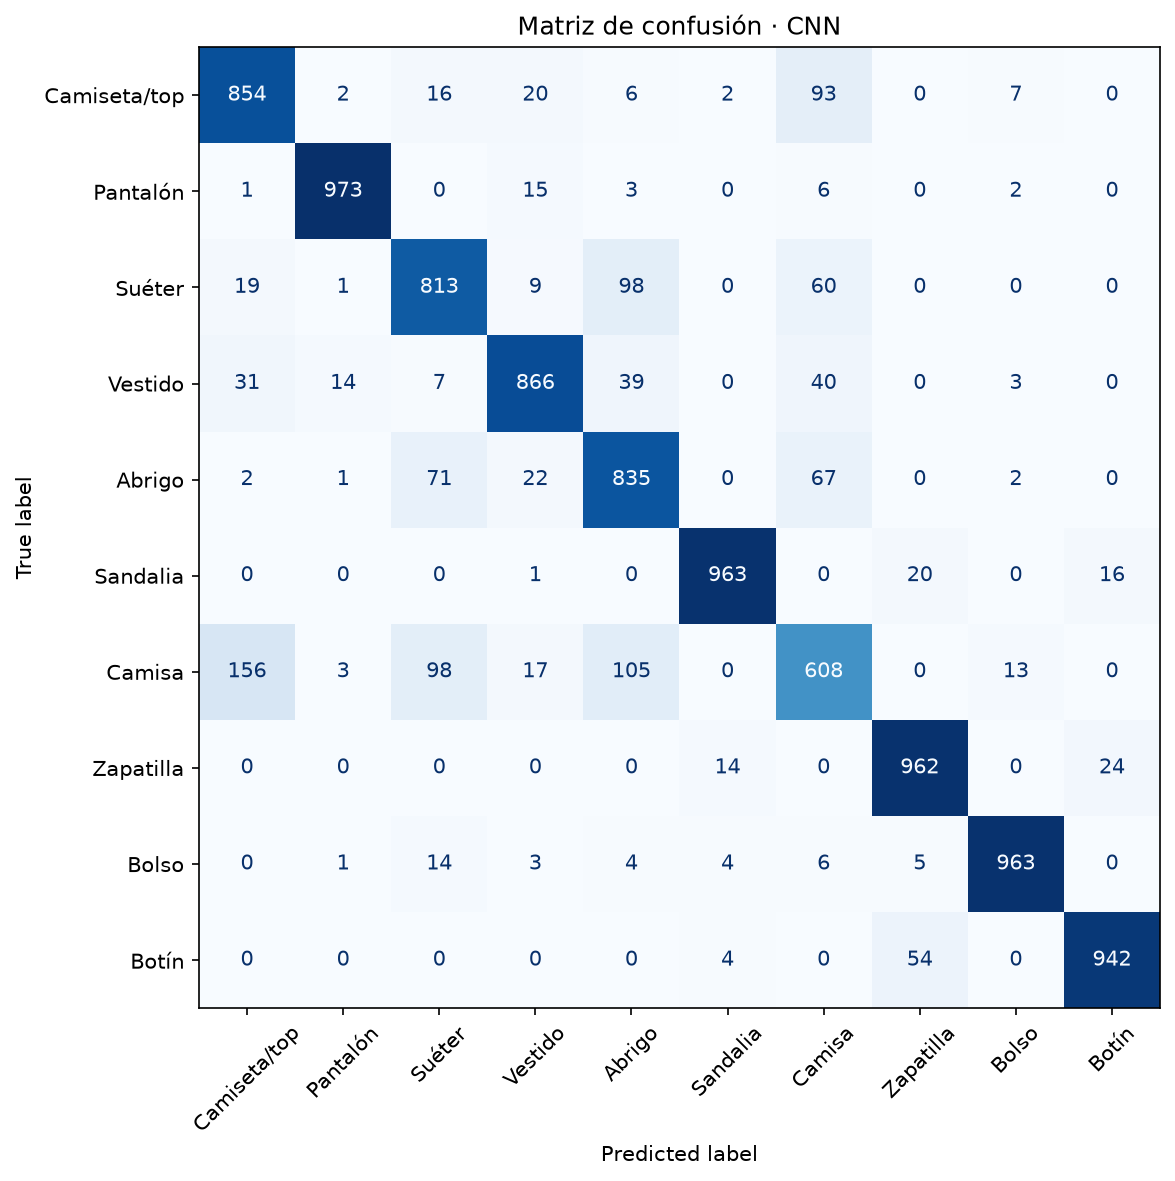 Matriz de confusión · CNN
Camiseta/top 854 2 16 20 6 2 93 0 7 0
Pantalón 1 973 0 15 3 0 6 0 2 0
Suéter 19 1 813 9 98 0 60 0 0 0
Vestido 31 14 7 866 39 0 40 0 3 0
Abrigo 2 1 71 22 835 0 67 0 2 0
Sandalia 0 0 0 1 0 963 0 20 0 16
Camisa 156 3 98 17 105 0 608 0 13 0
Zapatilla 0 0 0 0 0 14 0 962 0 24
Bolso 0 1 14 3 4 4 6 5 963 0
Botín 0 0 0 0 0 4 0 54 0 942
True label
Camiseta/top Pantalón Suéter Vestido Abrigo Sandalia Camisa Zapatilla Bolso Botín
Predicted label